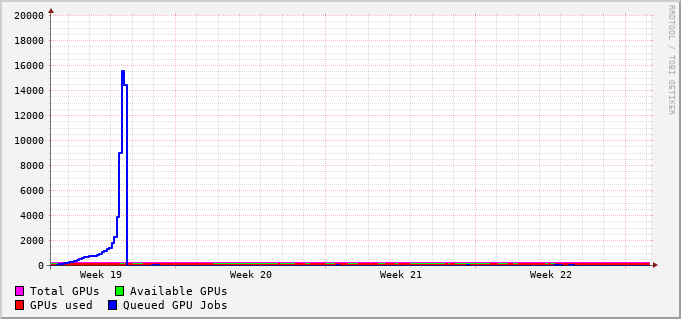 20000
18000
16000
14000
12000
10000
8000
6000
4000
2000
0
Week 19 Week 20 Week 21 Week 22
Total GPUs Available GPUs
GPUs used Queued GPU Jobs
RRDTOOL / TOBI OETIKER